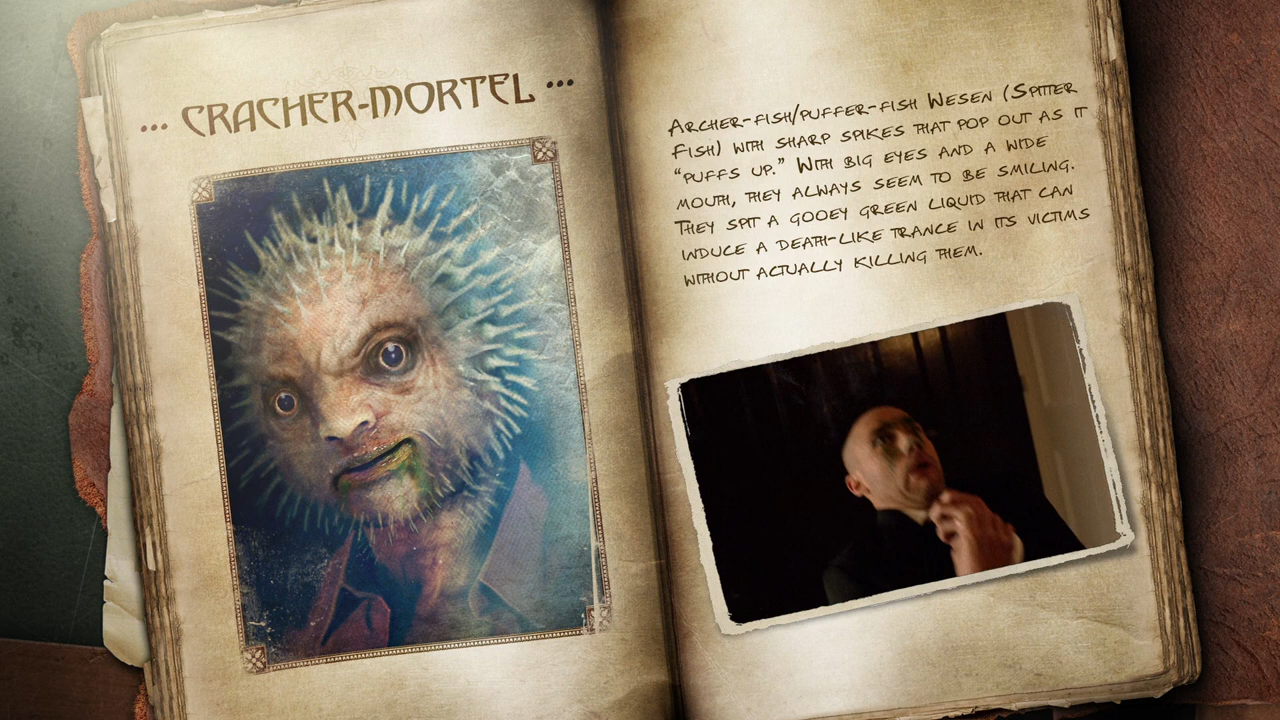 ... CRACHER-MORTEL ...
ARCHER-FISH/PUFFER-FISH WESEN (SPITTER
FISH) WITH SHARP SPIKES THAT POP OUT AS IT
"PUFFS UP." WITH BIG EYES AND A WIDE
MOUTH, THEY ALWAYS SEEM TO BE SMILING.
THEY SPIT A GOOEY GREEN LIQUID THAT CAN
INDUCE A DEATH-LIKE TRANCE IN ITS VICTIMS
WITHOUT ACTUALLY KILLING THEM.